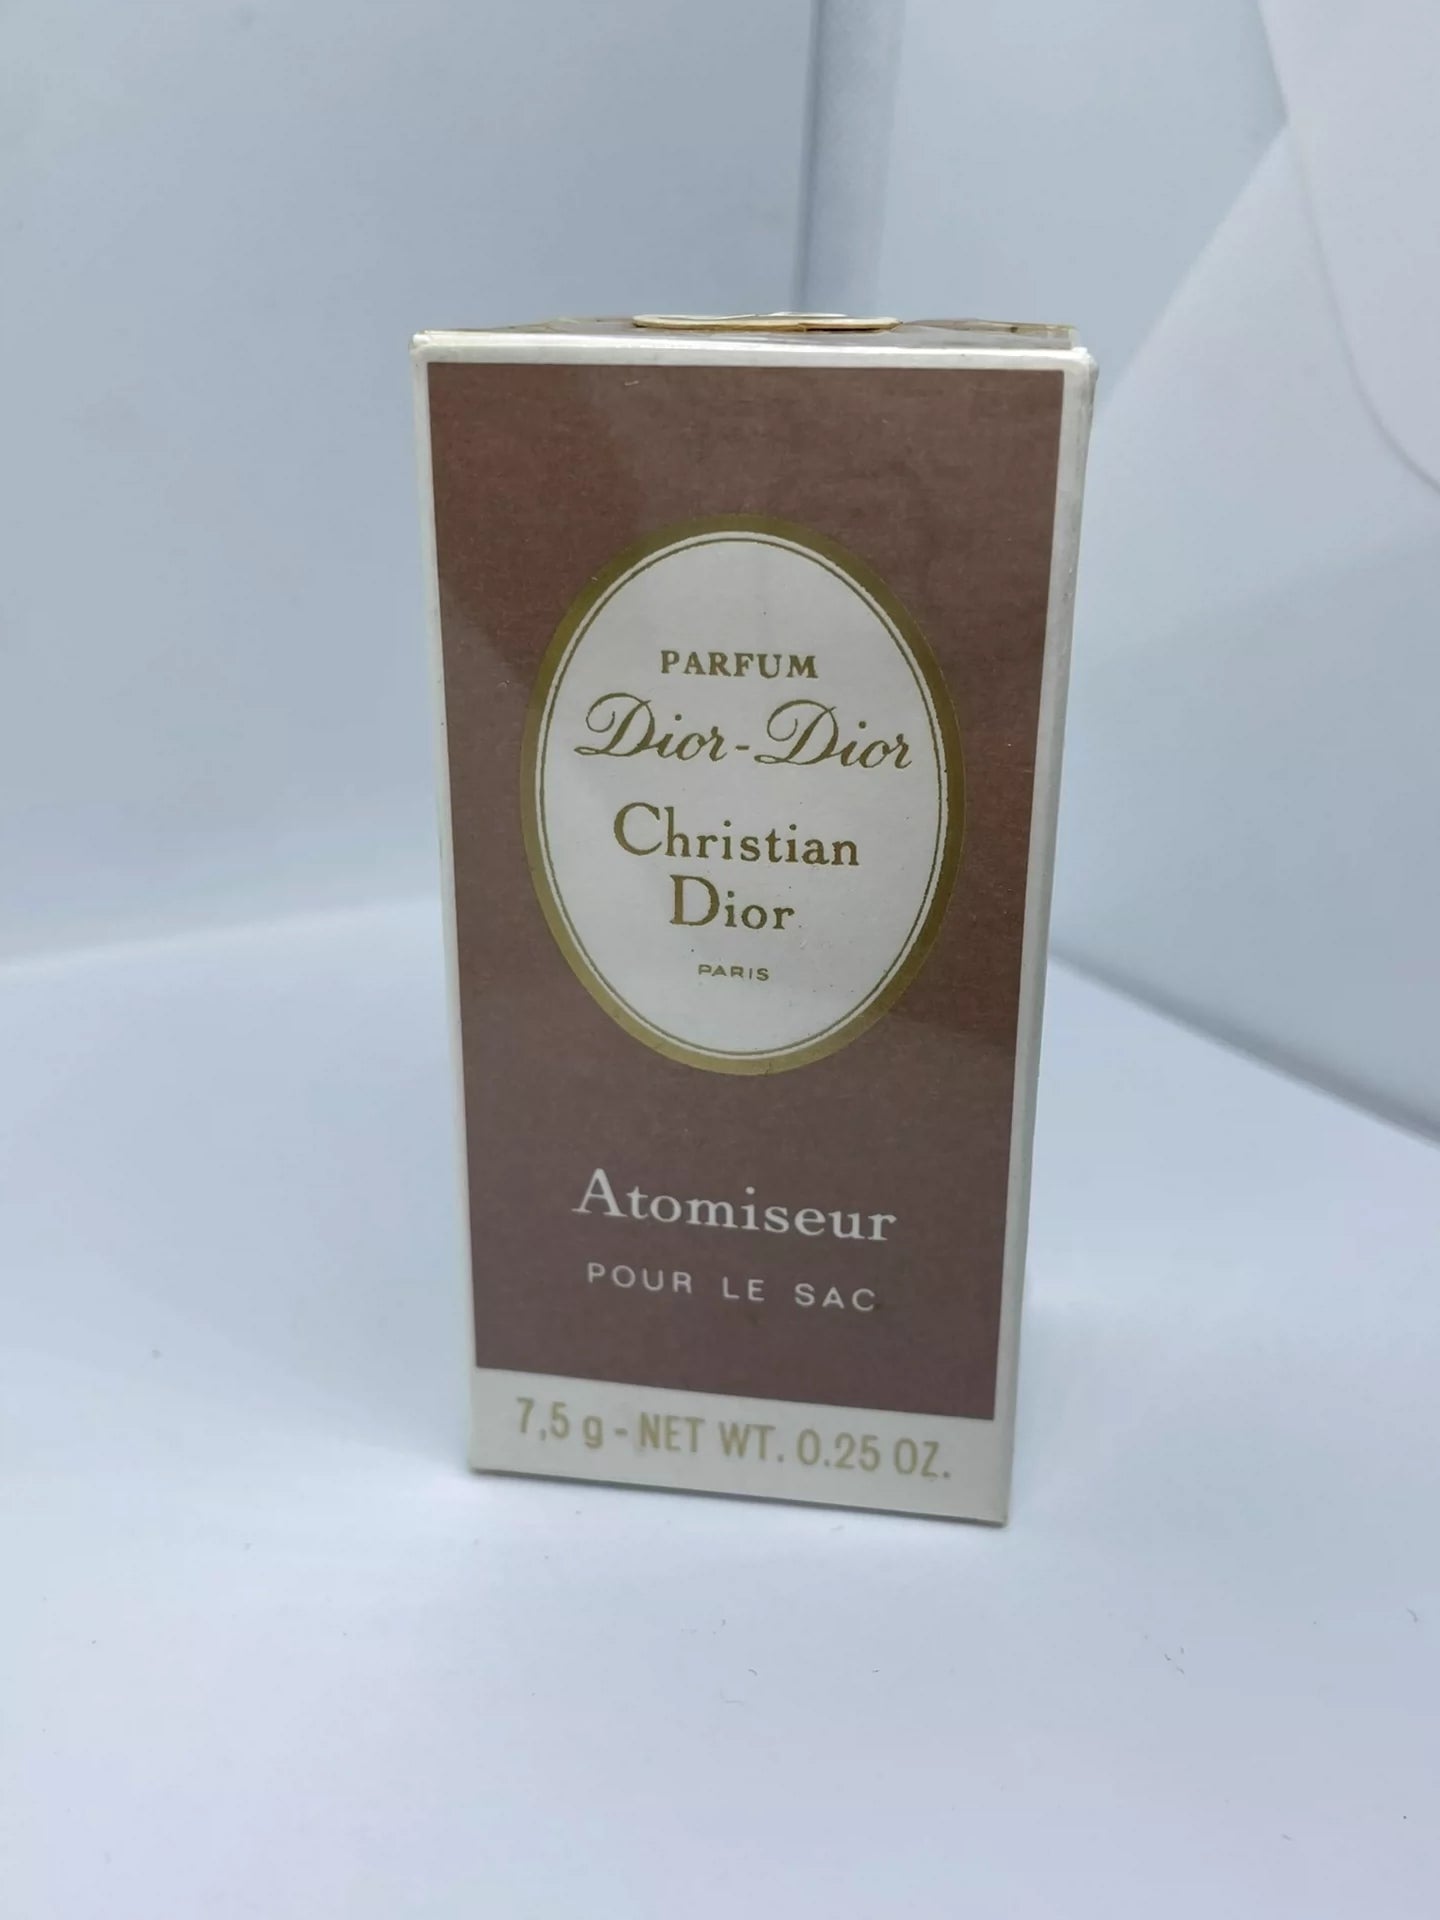 PARFUM
Dior-Dior
Christian
Dior
PARIS
Atomiseur
POUR LE SAC
7,5 g - NET WT. 0.25 OZ.